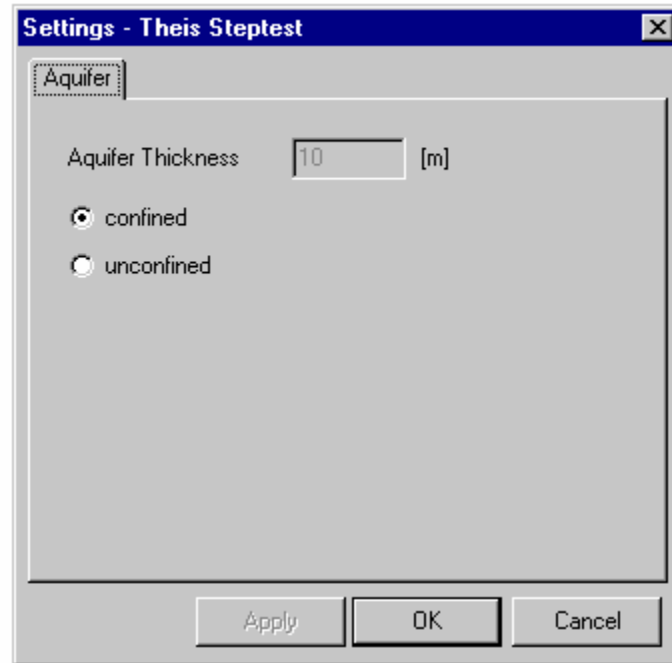 Settings - Theis Steptest
Aquifer
Aquifer Thickness 10 [m]
confined
unconfined
Apply OK Cancel